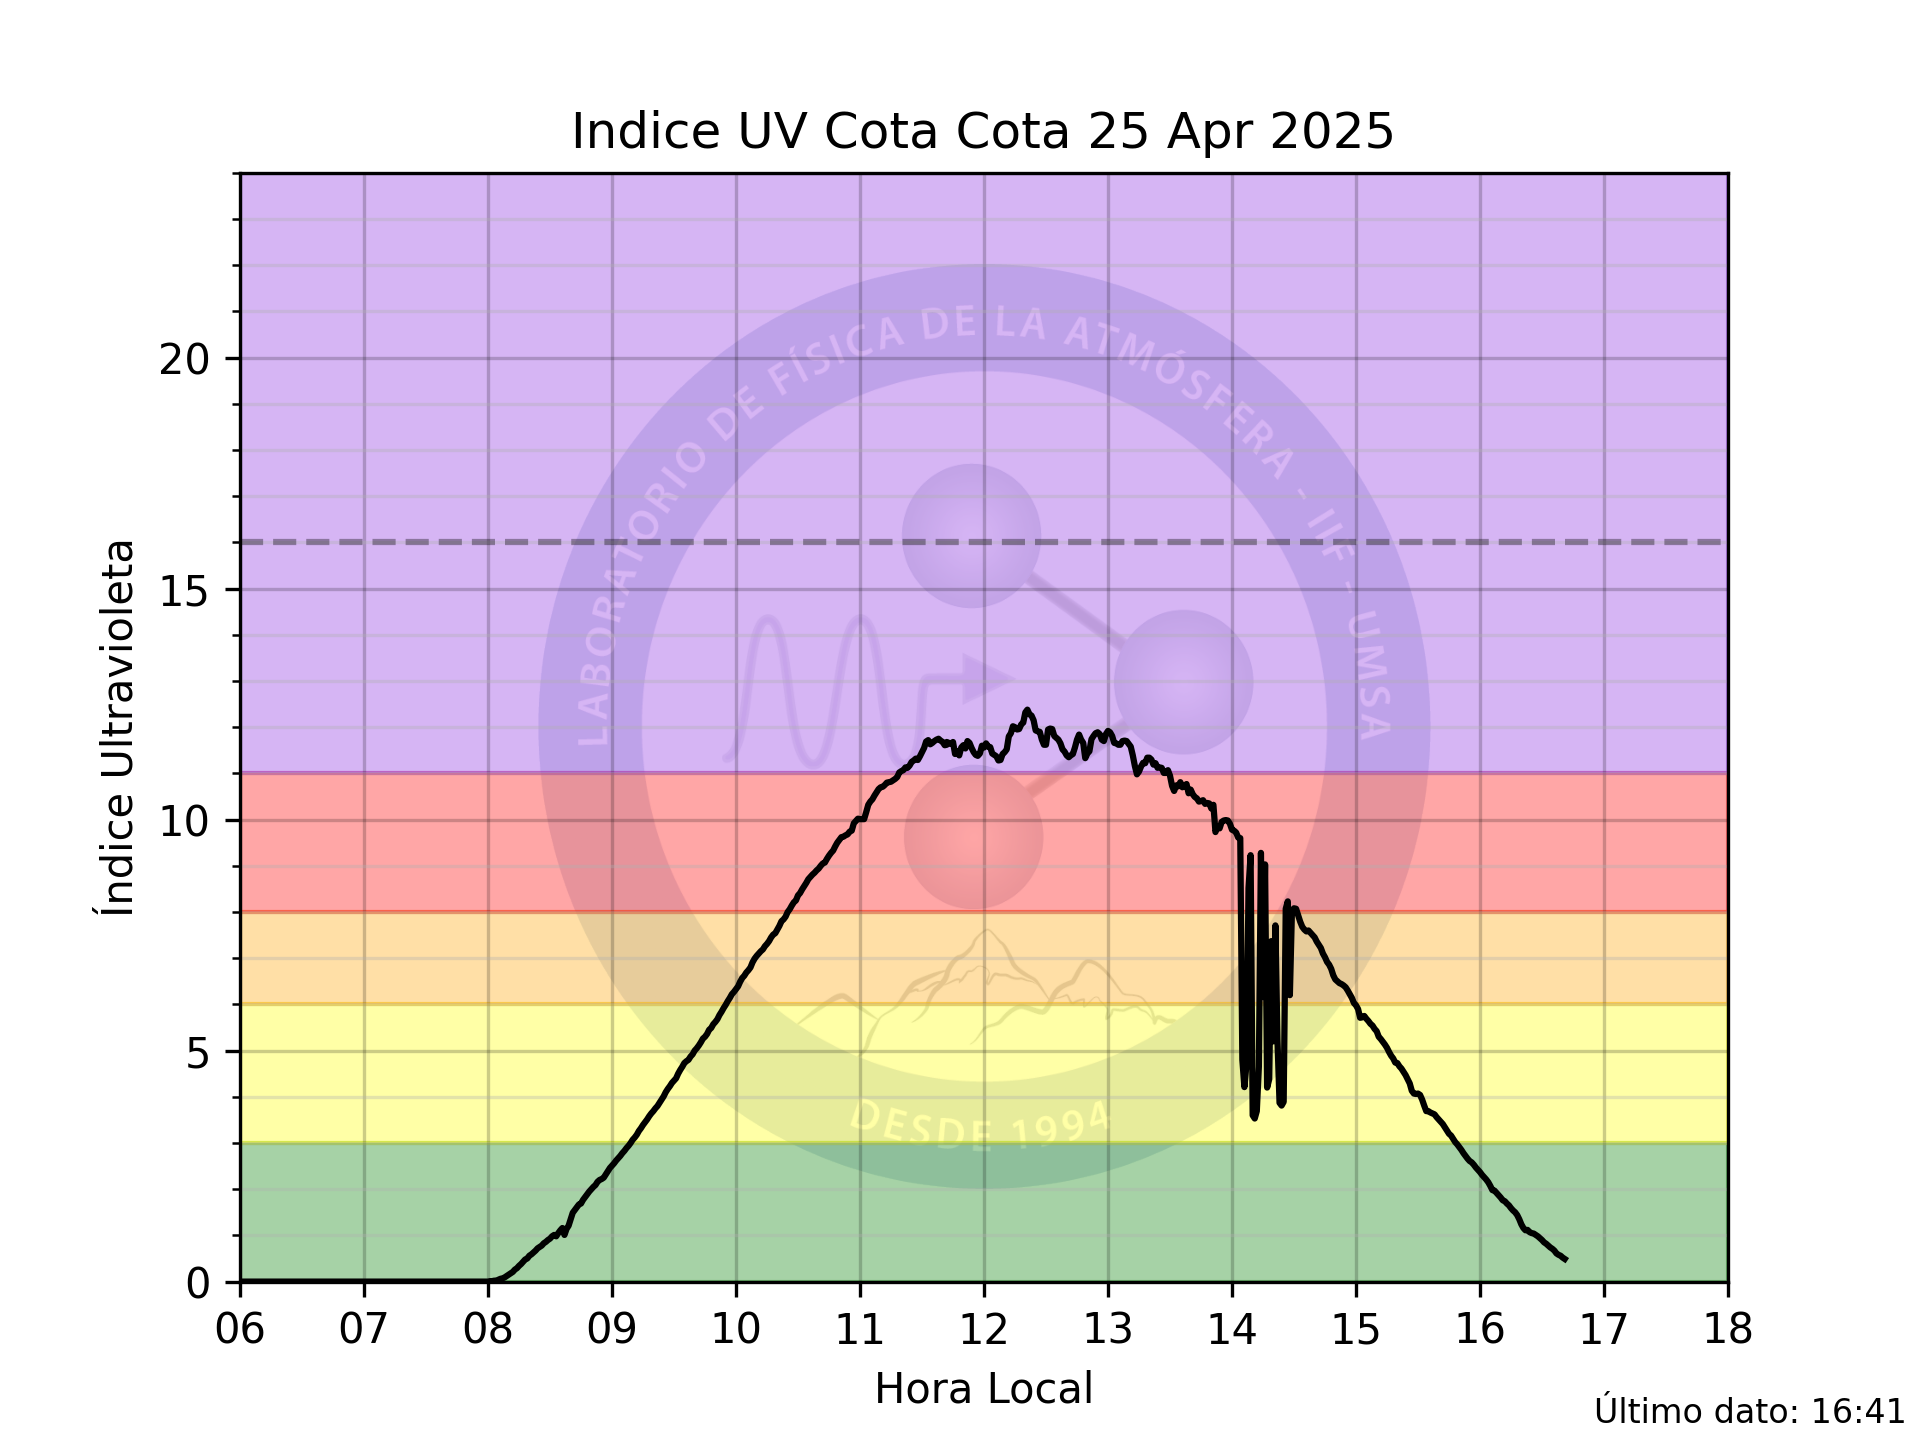 Indice UV Cota Cota 25 Apr 2025
20
15
10
5
0
Índice Ultravioleta
LABORATORIO DE FÍSICA DE LA ATMÓSFERA - IIF - UMSA
DESDE 1994
06 07 08 09 10 11 12 13 14 15 16 17 18
Hora Local
Último dato: 16:41